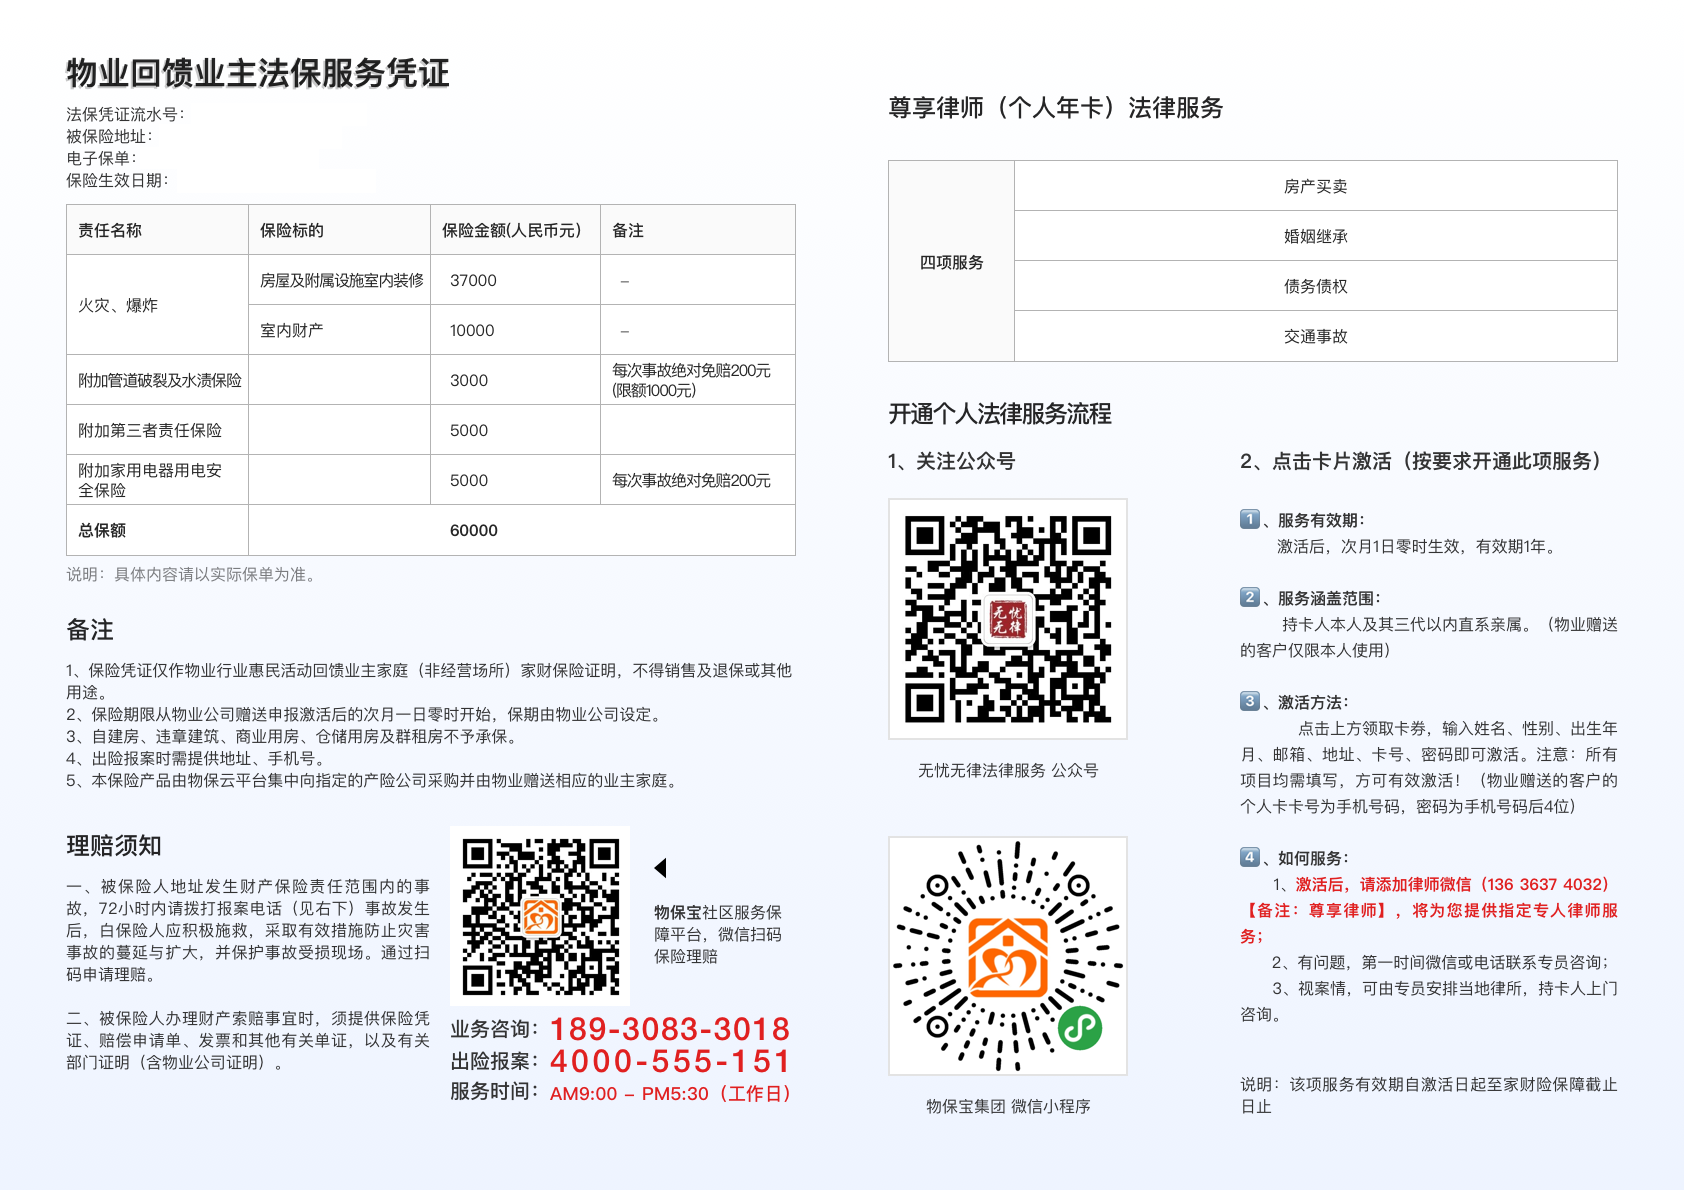 物业回馈业主法保服务凭证
法保凭证流水号：
被保险地址：
电子保单：
保险生效日期：
责任名称 保险标的 保险金额(人民币元) 备注
火灾、爆炸
房屋及附属设施室内装修 37000 –
室内财产 10000 –
附加管道破裂及水渍保险 3000 每次事故绝对免赔200元
(限额1000元)
附加第三者责任保险 5000
附加家用电器用电安
全保险
5000 每次事故绝对免赔200元
总保额 60000
说明：具体内容请以实际保单为准。
备注
1、保险凭证仅作物业行业惠民活动回馈业主家庭（非经营场所）家财保险证明，不得销售及退保或其他
用途。
2、保险期限从物业公司赠送申报激活后的次月一日零时开始，保期由物业公司设定。
3、自建房、违章建筑、商业用房、仓储用房及群租房不予承保。
4、出险报案时需提供地址、手机号。
5、本保险产品由物保云平台集中向指定的产险公司采购并由物业赠送相应的业主家庭。
理赔须知
一、被保险人地址发生财产保险责任范围内的事
故，72小时内请拨打报案电话（见右下）事故发生
后，白保险人应积极施救，采取有效措施防止灾害
事故的蔓延与扩大，并保护事故受损现场。通过扫
码申请理赔。
二、被保险人办理财产索赔事宜时，须提供保险凭
证、赔偿申请单、发票和其他有关单证，以及有关
部门证明（含物业公司证明）。
物保宝社区服务保
障平台，微信扫码
保险理赔
业务咨询：189-3083-3018
出险报案：4000-555-151
服务时间：AM9:00 – PM5:30（工作日）
尊享律师（个人年卡）法律服务
四项服务
房产买卖
婚姻继承
债务债权
交通事故
开通个人法律服务流程
1、关注公众号
无忧
无律
无忧无律法律服务 公众号
物保宝集团 微信小程序
2、点击卡片激活（按要求开通此项服务）
1、服务有效期：
激活后，次月1日零时生效，有效期1年。
2、服务涵盖范围：
持卡人本人及其三代以内直系亲属。（物业赠送
的客户仅限本人使用）
3、激活方法：
点击上方领取卡券，输入姓名、性别、出生年
月、邮箱、地址、卡号、密码即可激活。注意：所有
项目均需填写，方可有效激活！（物业赠送的客户的
个人卡卡号为手机号码，密码为手机号码后4位）
4、如何服务：
1、激活后，请添加律师微信（136 3637 4032）
【备注：尊享律师】，将为您提供指定专人律师服
务；
2、有问题，第一时间微信或电话联系专员咨询；
3、视案情，可由专员安排当地律所，持卡人上门
咨询。
说明：该项服务有效期自激活日起至家财险保障截止
日止